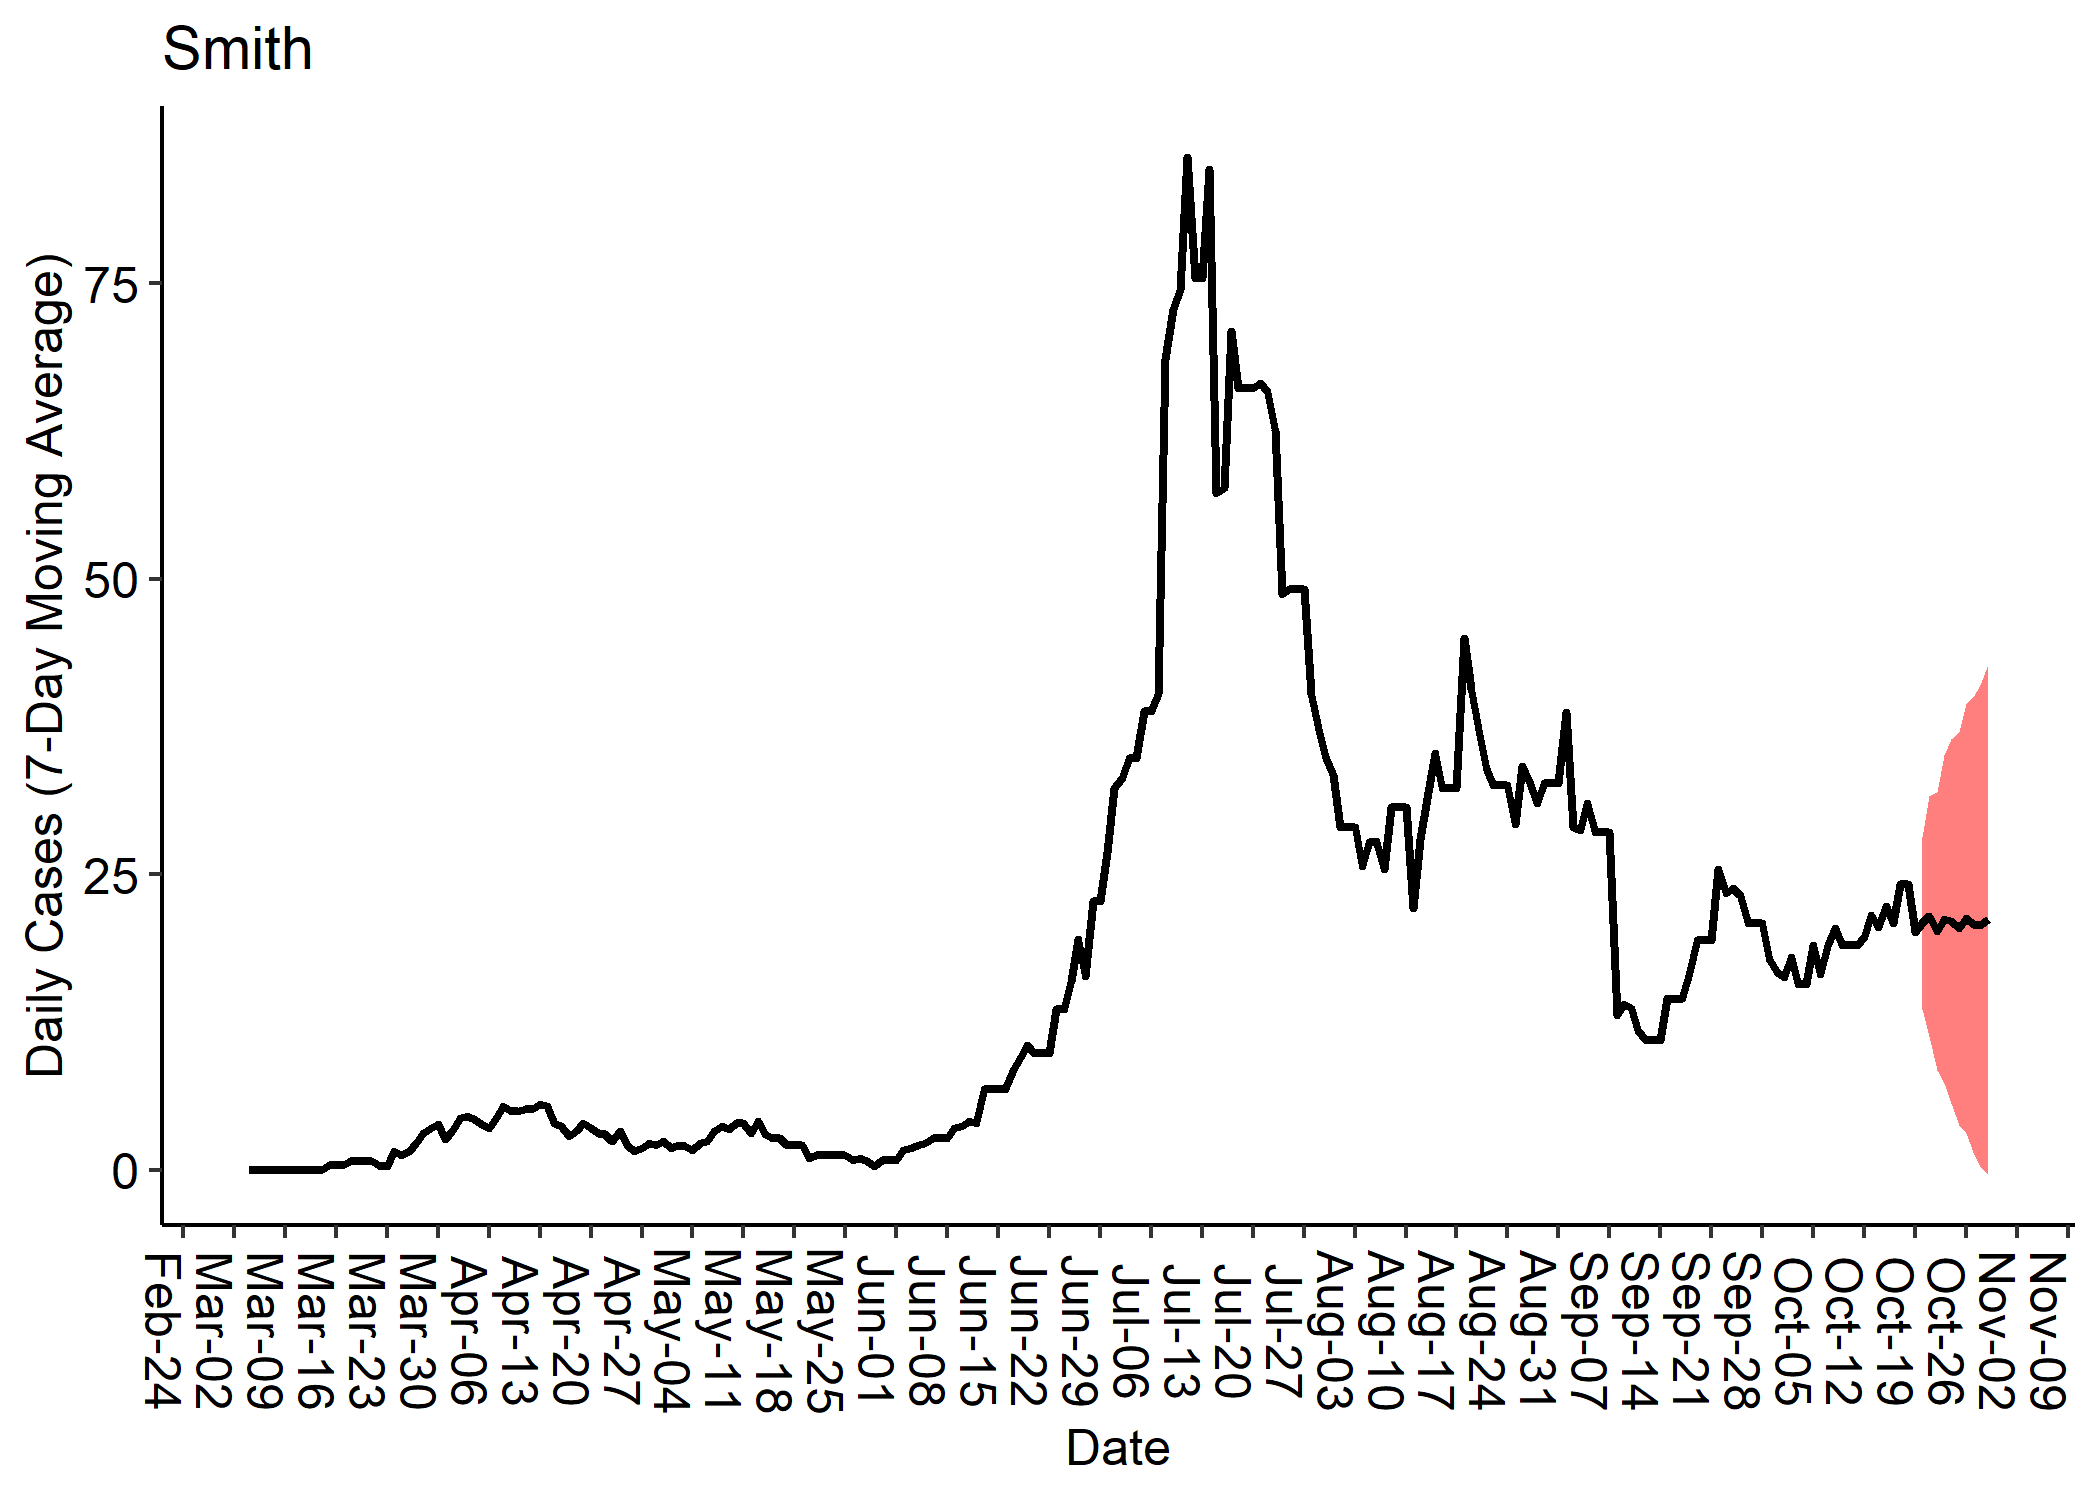 Smith
Daily Cases (7-Day Moving Average)
75
50
25
0
Feb-24
Mar-02
Mar-09
Mar-16
Mar-23
Mar-30
Apr-06
Apr-13
Apr-20
Apr-27
May-04
May-11
May-18
May-25
Jun-01
Jun-08
Jun-15
Jun-22
Jun-29
Jul-06
Jul-13
Jul-20
Jul-27
Aug-03
Aug-10
Aug-17
Aug-24
Aug-31
Sep-07
Sep-14
Sep-21
Sep-28
Oct-05
Oct-12
Oct-19
Oct-26
Nov-02
Nov-09
Date